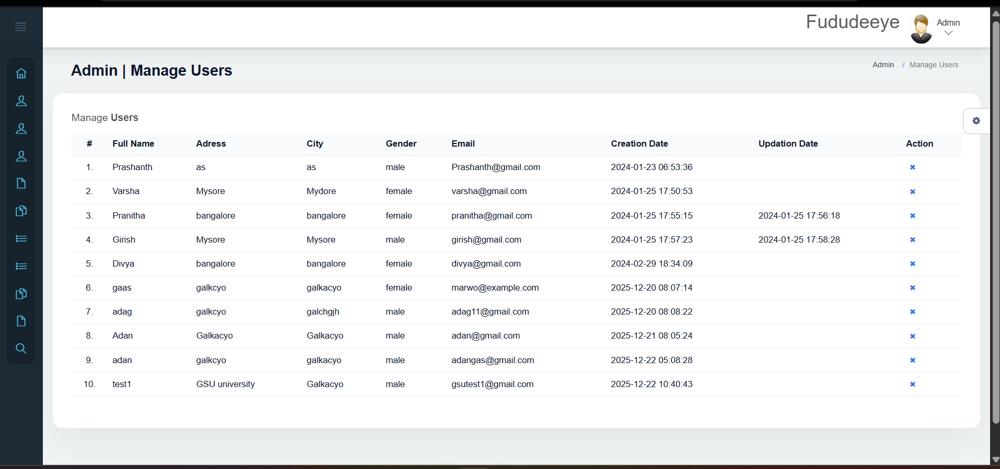 Fududeeye
Admin
Admin | Manage Users
Admin / Manage Users
Manage Users
# Full Name Adress City Gender Email Creation Date Updation Date Action
1. Prashanth as as male Prashanth@gmail.com 2024-01-23 06:53:36
2. Varsha Mysore Mydore female varsha@gmail.com 2024-01-25 17:50:53
3. Pranitha bangalore bangalore female pranitha@gmail.com 2024-01-25 17:55:15 2024-01-25 17:56:18
4. Girish Mysore Mysore male girish@gmail.com 2024-01-25 17:57:23 2024-01-25 17:58:28
5. Divya bangalore bangalore female divya@gmail.com 2024-02-29 18:34:09
6. gaas galkcyo galkacyo female marwo@example.com 2025-12-20 08:07:14
7. adag galkcyo galchgjh male adag11@gmail.com 2025-12-20 08:08:22
8. Adan Galkacyo Galkacyo male adan@gmail.com 2025-12-21 08:05:24
9. adan galkcyo galkacyo male adangas@gmail.com 2025-12-22 05:08:28
10. test1 GSU university Galkacyo male gsutest1@gmail.com 2025-12-22 10:40:43